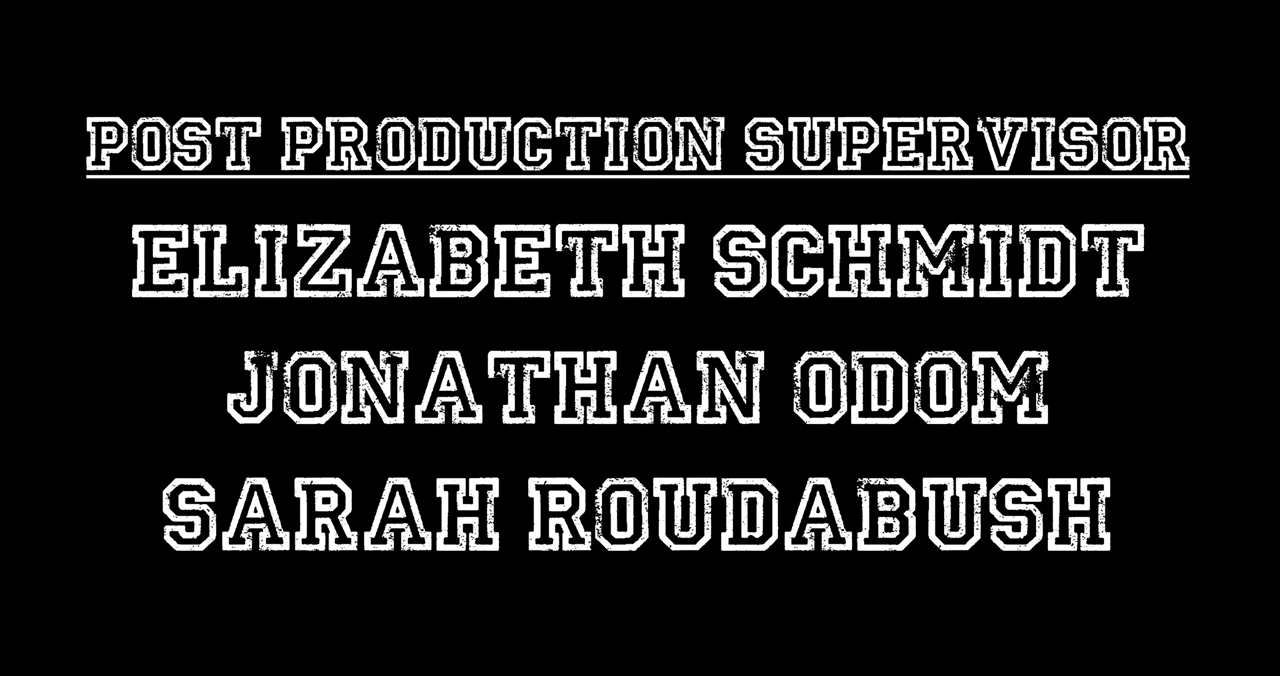 POST PRODUCTION SUPERVISOR
ELIZABETH SCHMIDT
JONATHAN ODOM
SARAH ROUDABUSH